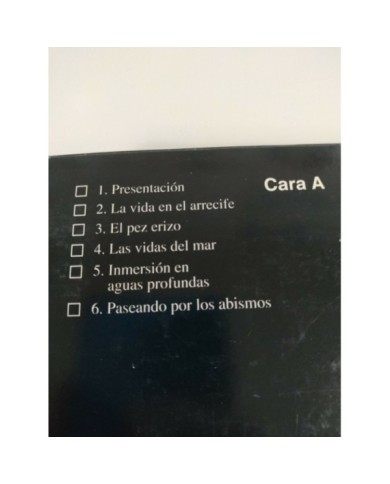 Cara A
1. Presentación
2. La vida en el arrecife
3. El pez erizo
4. Las vidas del mar
5. Inmersión en
aguas profundas
6. Paseando por los abismos